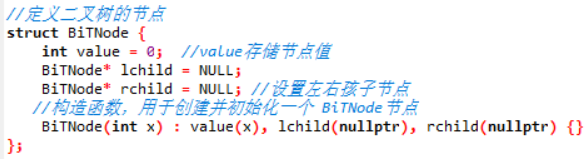 //定义二叉树的节点
struct BiTNode {
    int value = 0;  //value存储节点值
    BiTNode* lchild = NULL;
    BiTNode* rchild = NULL; //设置左右孩子节点
   //构造函数，用于创建并初始化一个 BiTNode节点
    BiTNode(int x) : value(x), lchild(nullptr), rchild(nullptr) {}
};